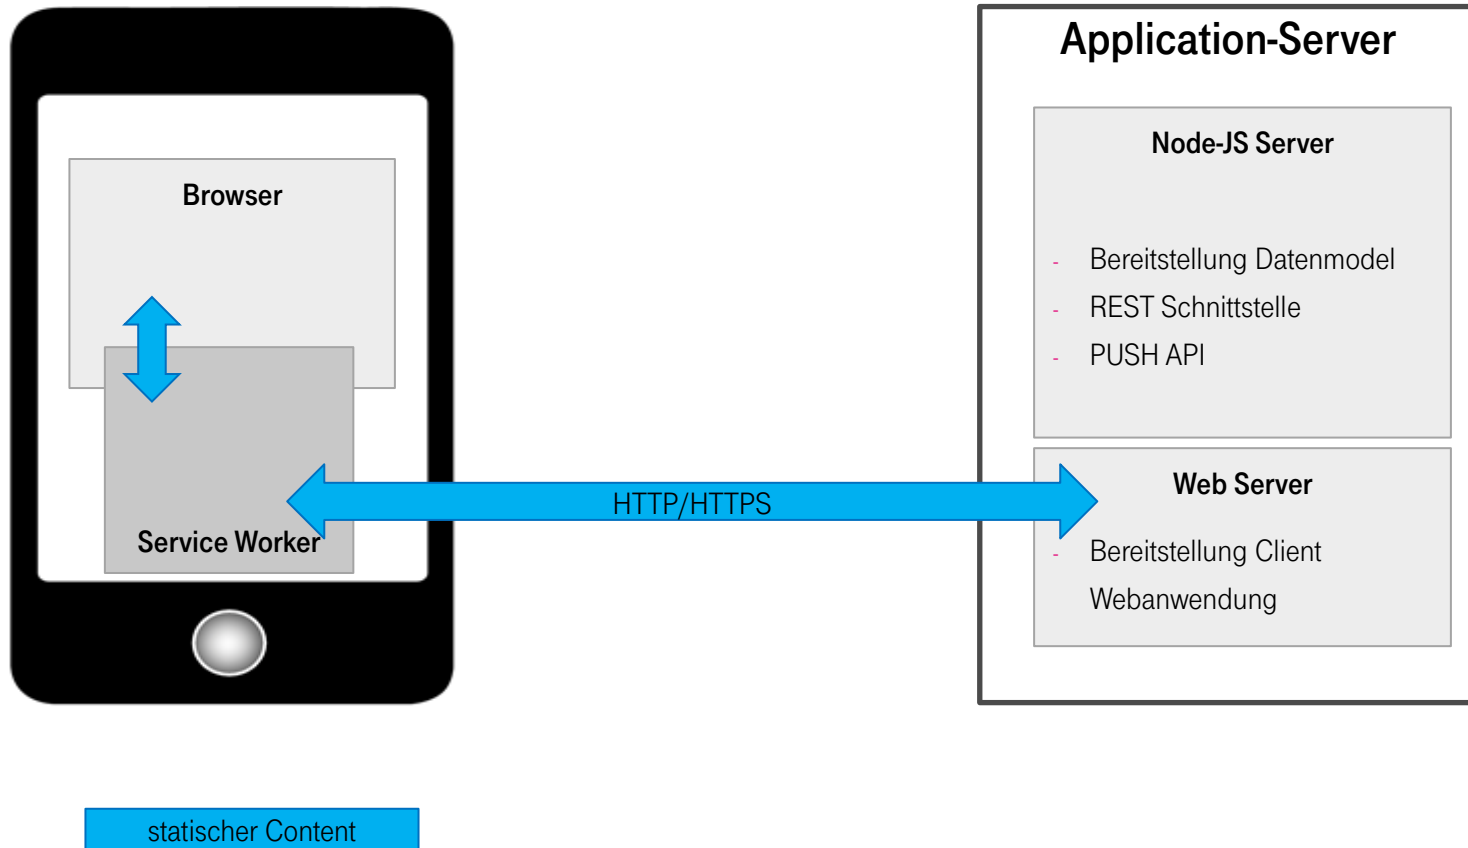 Application-Server
Node-JS Server
- Bereitstellung Datenmodel
- REST Schnittstelle
- PUSH API
Browser
Service Worker
HTTP/HTTPS
Web Server
- Bereitstellung Client
Webanwendung
statischer Content